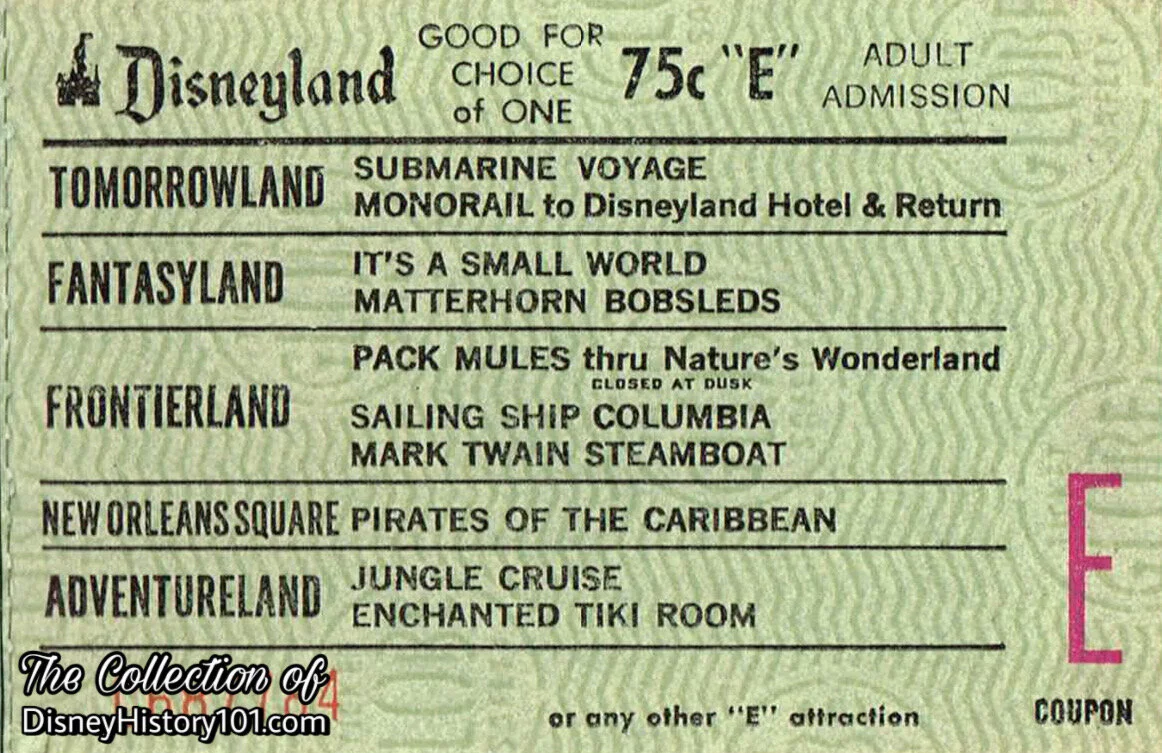 Disneyland GOOD FOR CHOICE of ONE 75c "E" ADULT ADMISSION
TOMORROWLAND SUBMARINE VOYAGE
MONORAIL to Disneyland Hotel & Return
FANTASYLAND IT'S A SMALL WORLD
MATTERHORN BOBSLEDS
FRONTIERLAND PACK MULES thru Nature's Wonderland
CLOSED AT DUSK
SAILING SHIP COLUMBIA
MARK TWAIN STEAMBOAT
NEW ORLEANS SQUARE PIRATES OF THE CARIBBEAN
ADVENTURELAND JUNGLE CRUISE
ENCHANTED TIKI ROOM
E
The Collection of
DisneyHistory101.com
or any other "E" attraction
COUPON